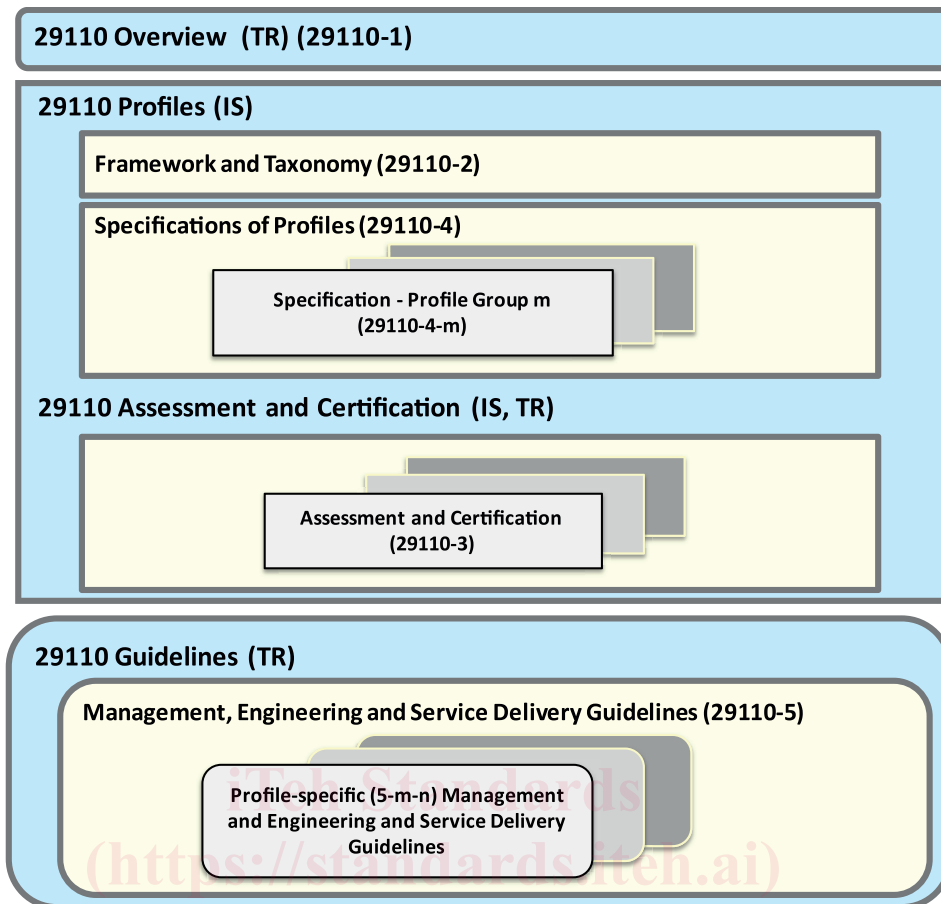 29110 Overview (TR) (29110-1)
29110 Profiles (IS)
Framework and Taxonomy (29110-2)
Specifications of Profiles (29110-4)
Specification - Profile Group m
(29110-4-m)
29110 Assessment and Certification (IS, TR)
Assessment and Certification
(29110-3)
29110 Guidelines (TR)
Management, Engineering and Service Delivery Guidelines (29110-5)
iTeh Standards
Profile-specific (5-m-n) Management
and Engineering and Service Delivery
Guidelines
(https://standards.iteh.ai)